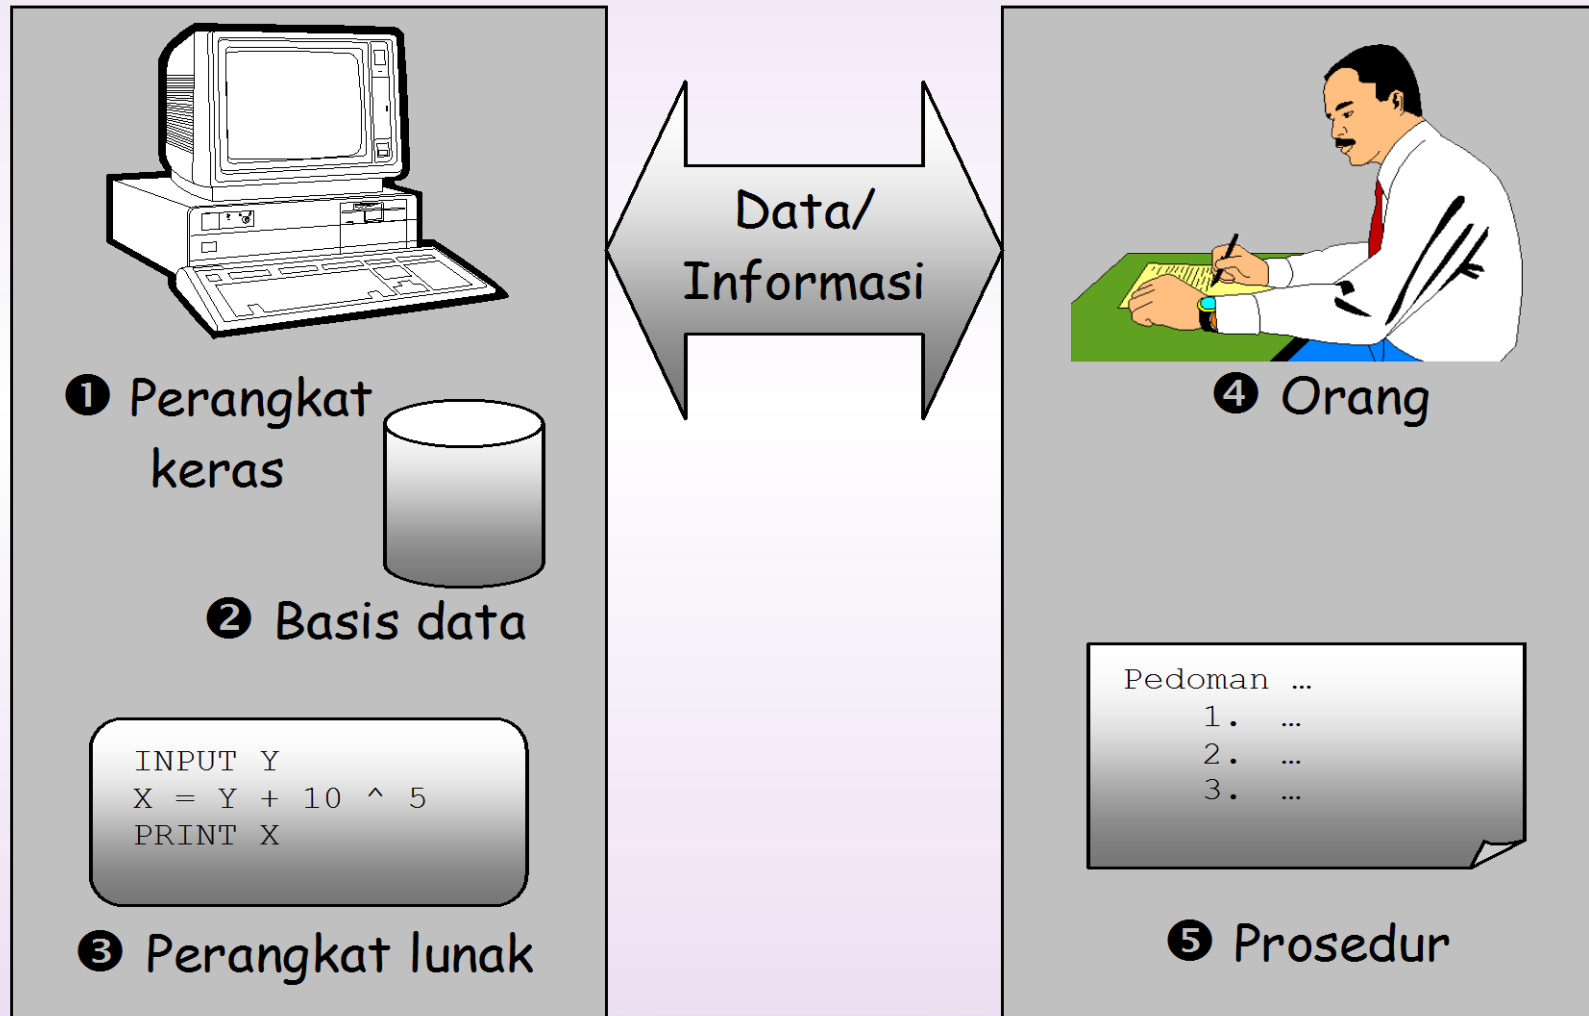 ❶ Perangkat
keras
❷ Basis data
INPUT Y
X = Y + 10 ^ 5
PRINT X
❸ Perangkat lunak
Data/
Informasi
❹ Orang
Pedoman …
1. …
2. …
3. …
❺ Prosedur